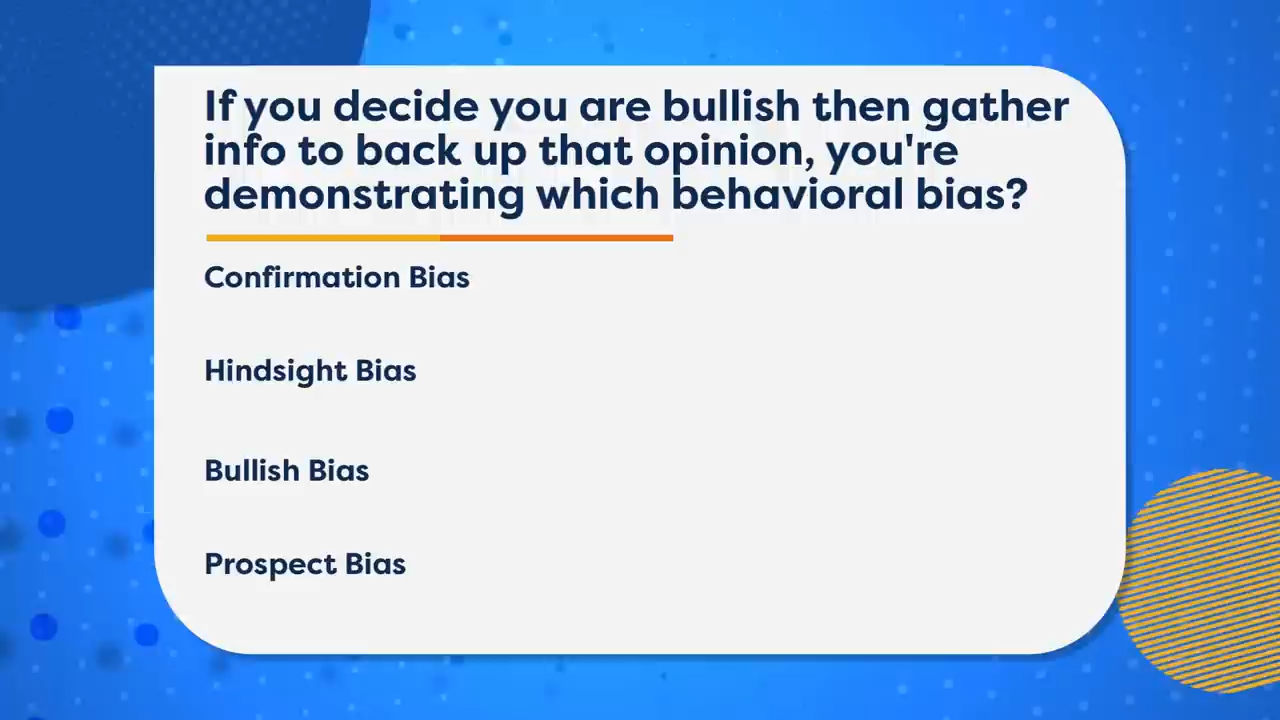 If you decide you are bullish then gather
info to back up that opinion, you're
demonstrating which behavioral bias?
Confirmation Bias
Hindsight Bias
Bullish Bias
Prospect Bias